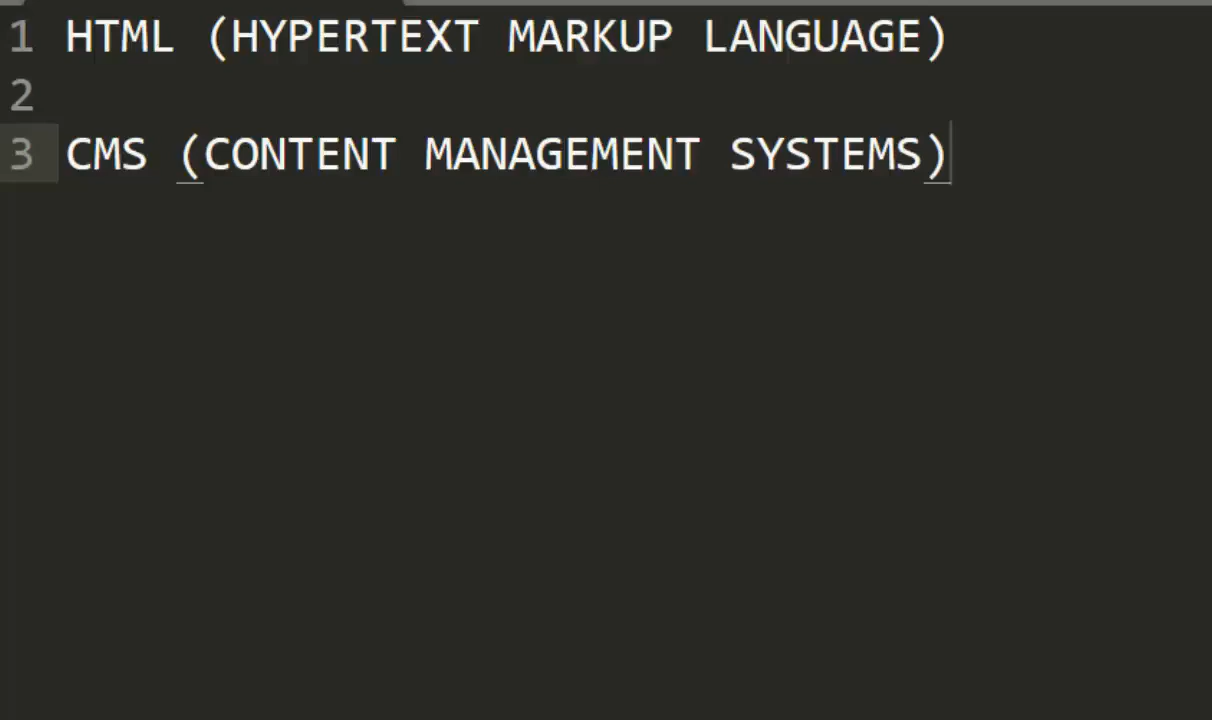 1 HTML (HYPERTEXT MARKUP LANGUAGE)
2
3 CMS (CONTENT MANAGEMENT SYSTEMS)